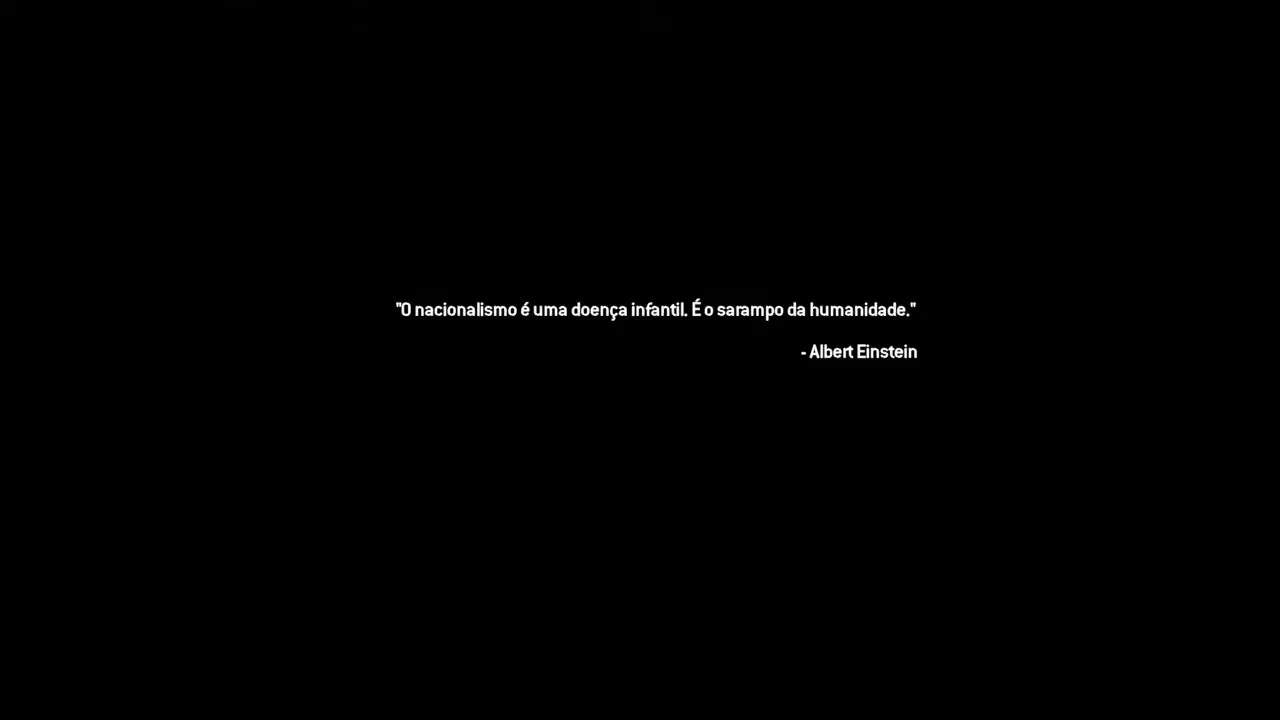 "O nacionalismo é uma doença infantil. É o sarampo da humanidade."
- Albert Einstein